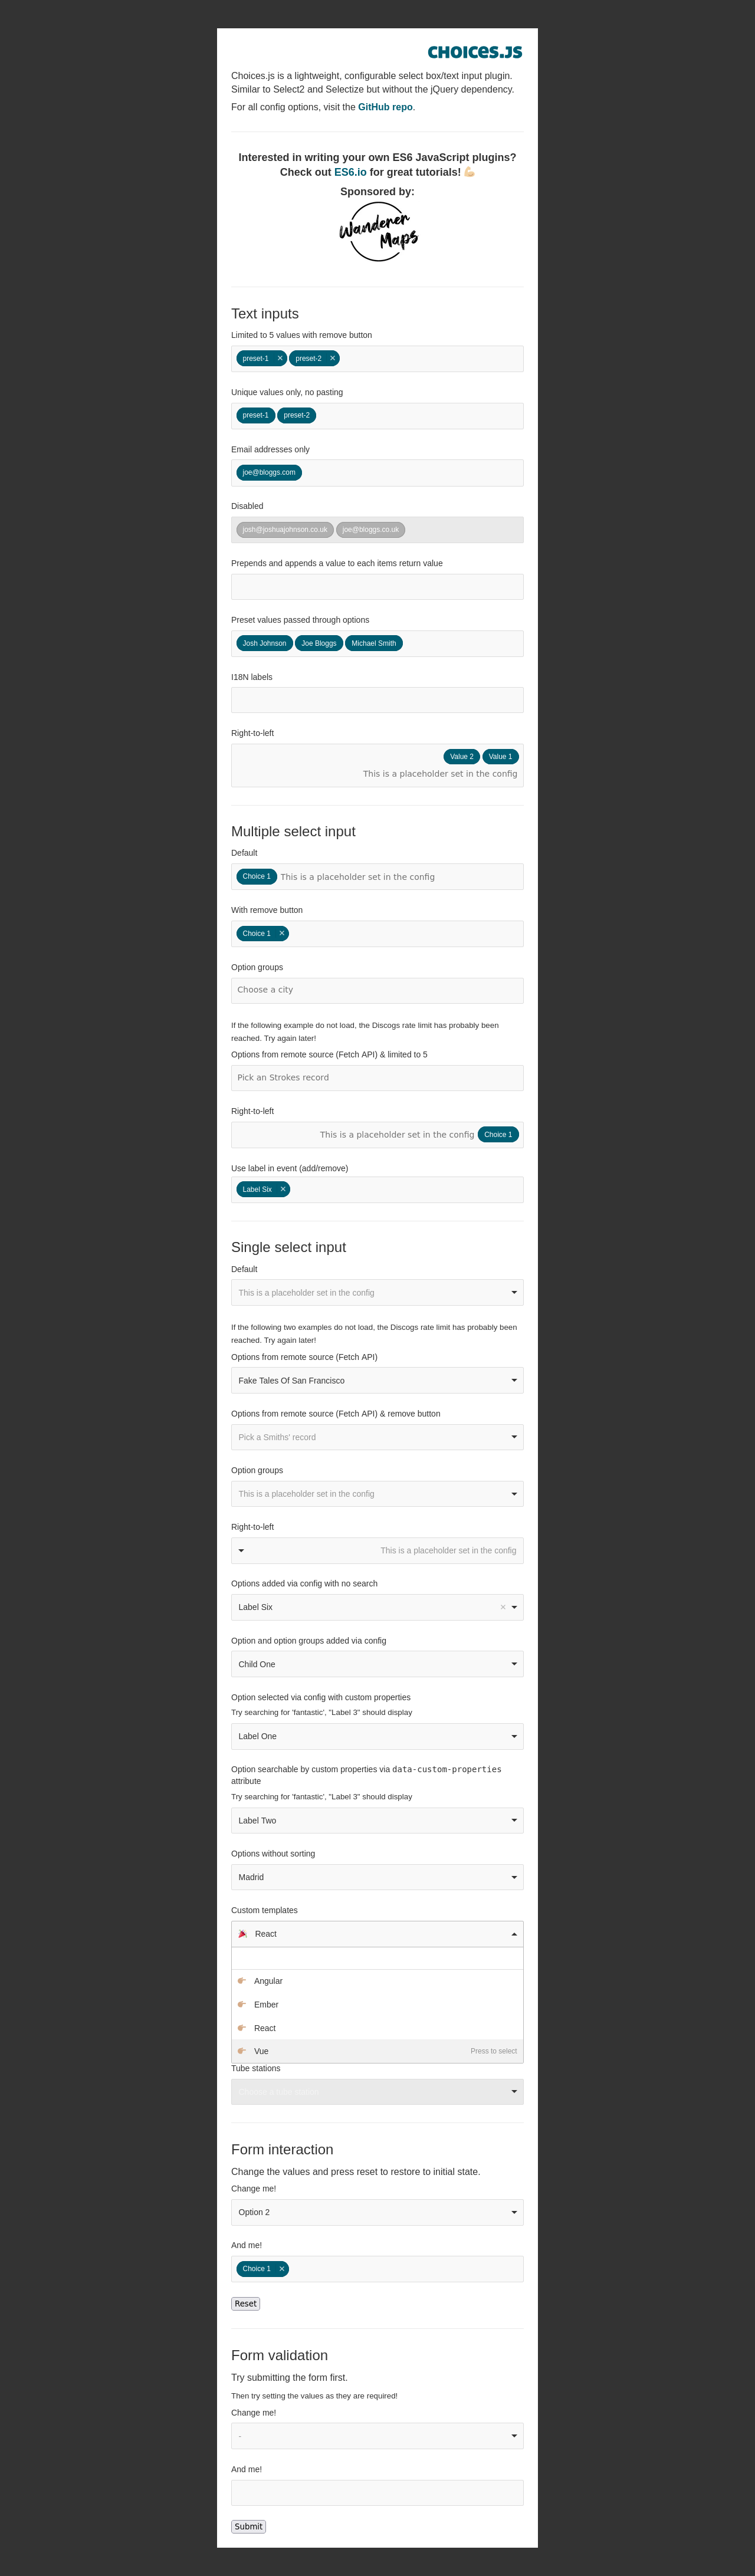 CHOICES.JS
Choices.js is a lightweight, configurable select box/text input plugin.
Similar to Select2 and Selectize but without the jQuery dependency.
For all config options, visit the GitHub repo.
Interested in writing your own ES6 JavaScript plugins?
Check out ES6.io for great tutorials! 💪🏼
Sponsored by:
Wanderer
Maps
Text inputs
Limited to 5 values with remove button
preset-1 preset-2
Unique values only, no pasting
preset-1 preset-2
Email addresses only
joe@bloggs.com
Disabled
josh@joshuajohnson.co.uk joe@bloggs.co.uk
Prepends and appends a value to each items return value
Preset values passed through options
Josh Johnson Joe Bloggs Michael Smith
I18N labels
Right-to-left
Value 2 Value 1
This is a placeholder set in the config
Multiple select input
Default
Choice 1 This is a placeholder set in the config
With remove button
Choice 1
Option groups
Choose a city
If the following example do not load, the Discogs rate limit has probably been
reached. Try again later!
Options from remote source (Fetch API) & limited to 5
Pick an Strokes record
Right-to-left
This is a placeholder set in the config Choice 1
Use label in event (add/remove)
Label Six
Single select input
Default
This is a placeholder set in the config
If the following two examples do not load, the Discogs rate limit has probably been
reached. Try again later!
Options from remote source (Fetch API)
Fake Tales Of San Francisco
Options from remote source (Fetch API) & remove button
Pick a Smiths' record
Option groups
This is a placeholder set in the config
Right-to-left
This is a placeholder set in the config
Options added via config with no search
Label Six
Option and option groups added via config
Child One
Option selected via config with custom properties
Try searching for 'fantastic', "Label 3" should display
Label One
Option searchable by custom properties via data-custom-properties
attribute
Try searching for 'fantastic', "Label 3" should display
Label Two
Options without sorting
Madrid
Custom templates
🎉 React
👉🏽 Angular
👉🏽 Ember
👉🏽 React
👉🏽 Vue Press to select
Tube stations
Form interaction
Change the values and press reset to restore to initial state.
Change me!
Option 2
And me!
Choice 1
Reset
Form validation
Try submitting the form first.
Then try setting the values as they are required!
Change me!
-
And me!
Submit